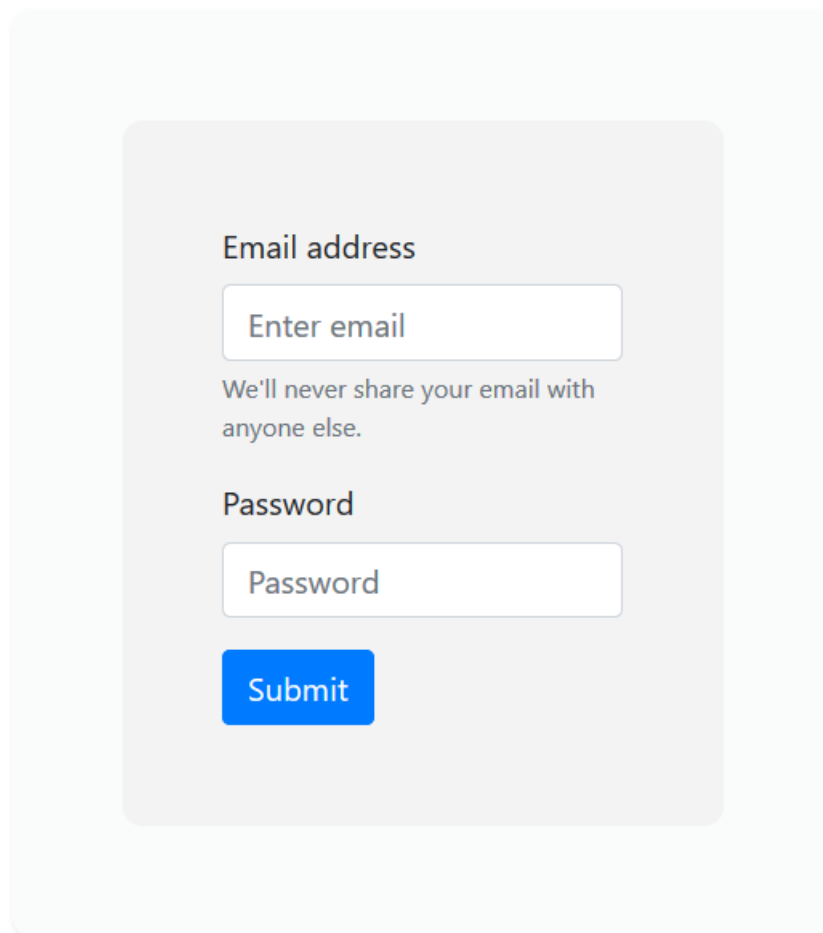 Email address
Enter email
We'll never share your email with
anyone else.
Password
Password
Submit